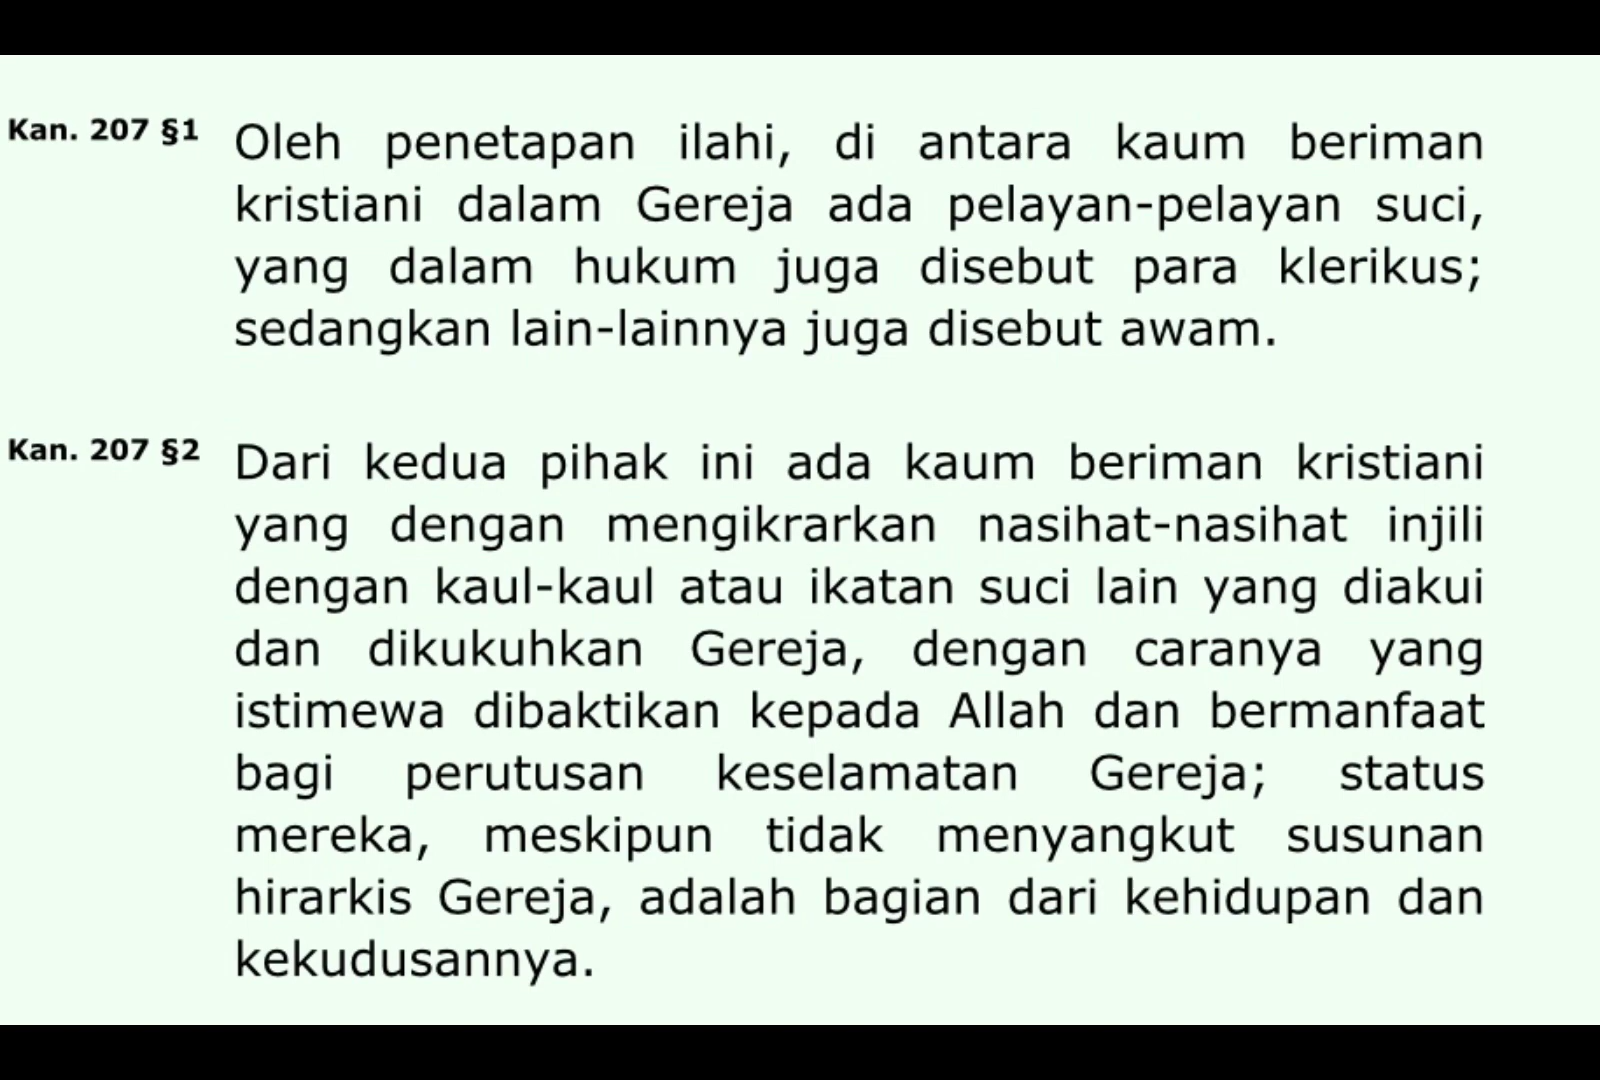 Kan. 207 §1 Oleh penetapan ilahi, di antara kaum beriman
kristiani dalam Gereja ada pelayan-pelayan suci,
yang dalam hukum juga disebut para klerikus;
sedangkan lain-lainnya juga disebut awam.
Kan. 207 §2 Dari kedua pihak ini ada kaum beriman kristiani
yang dengan mengikrarkan nasihat-nasihat injili
dengan kaul-kaul atau ikatan suci lain yang diakui
dan dikukuhkan Gereja, dengan caranya yang
istimewa dibaktikan kepada Allah dan bermanfaat
bagi perutusan keselamatan Gereja; status
mereka, meskipun tidak menyangkut susunan
hirarkis Gereja, adalah bagian dari kehidupan dan
kekudusannya.